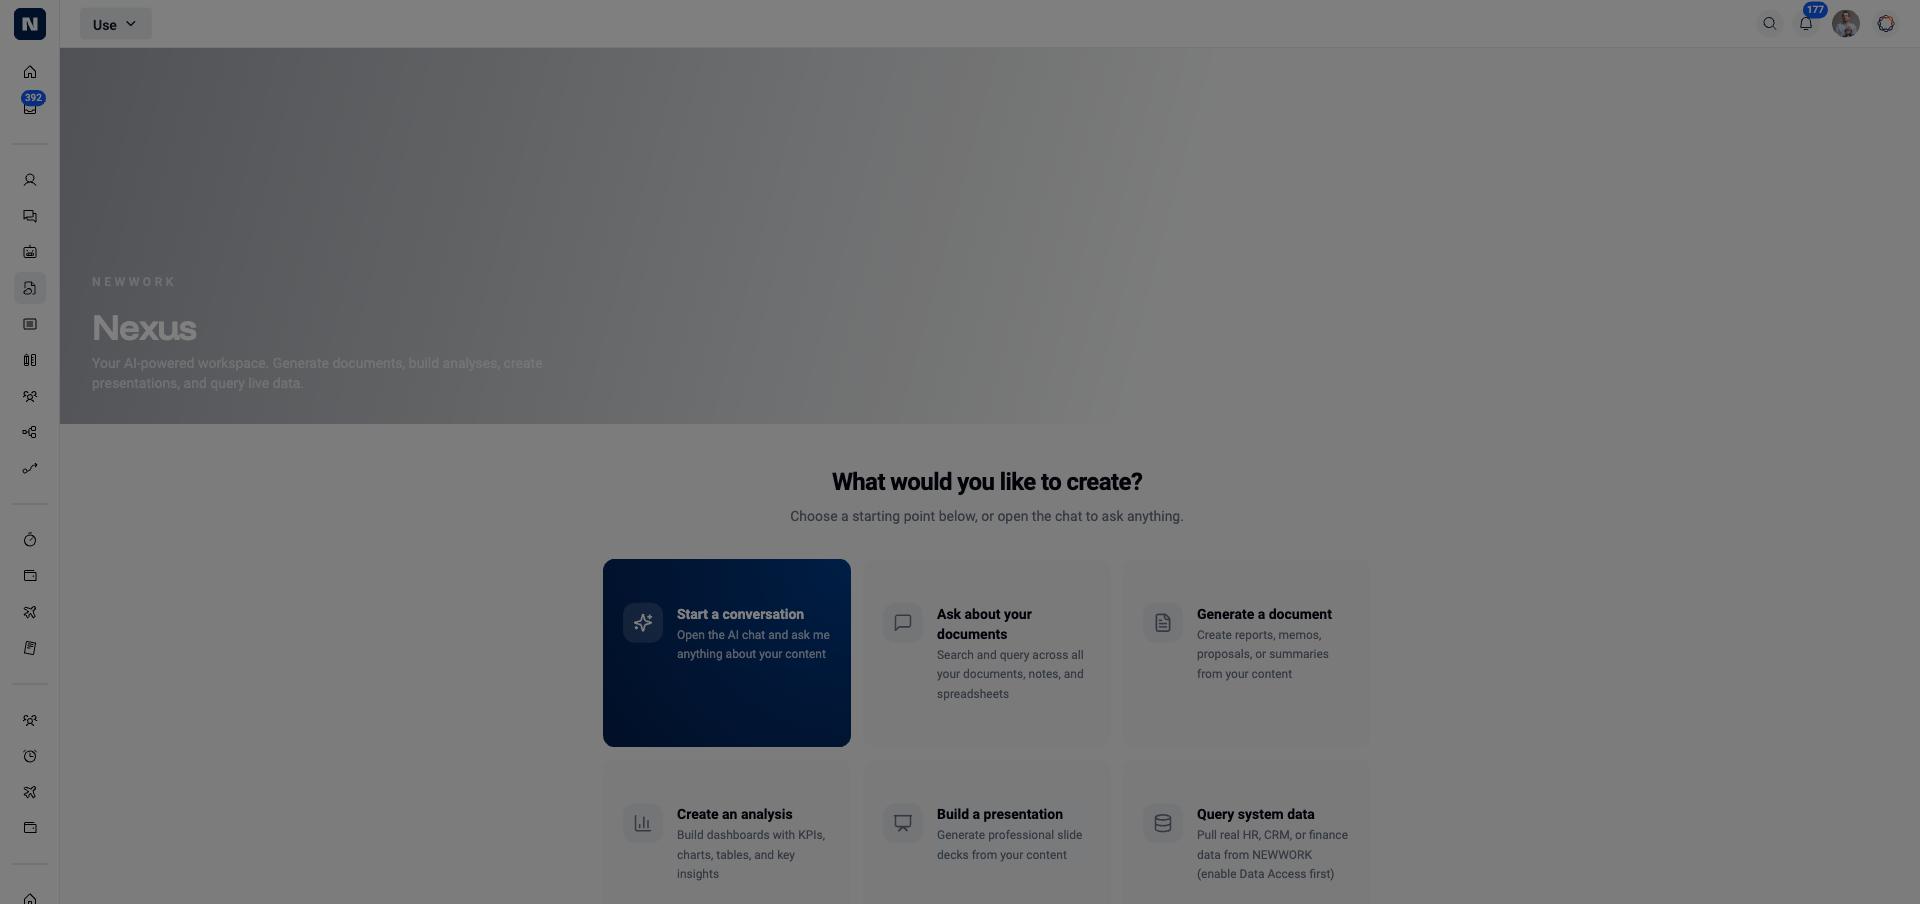 N
Use
177
392
NEWWORK
Nexus
Your AI-powered workspace. Generate documents, build analyses, create
presentations, and query live data.
What would you like to create?
Choose a starting point below, or open the chat to ask anything.
Start a conversation
Open the AI chat and ask me
anything about your content
Ask about your
documents
Search and query across all
your documents, notes, and
spreadsheets
Generate a document
Create reports, memos,
proposals, or summaries
from your content
Create an analysis
Build dashboards with KPIs,
charts, tables, and key
insights
Build a presentation
Generate professional slide
decks from your content
Query system data
Pull real HR, CRM, or finance
data from NEWWORK
(enable Data Access first)